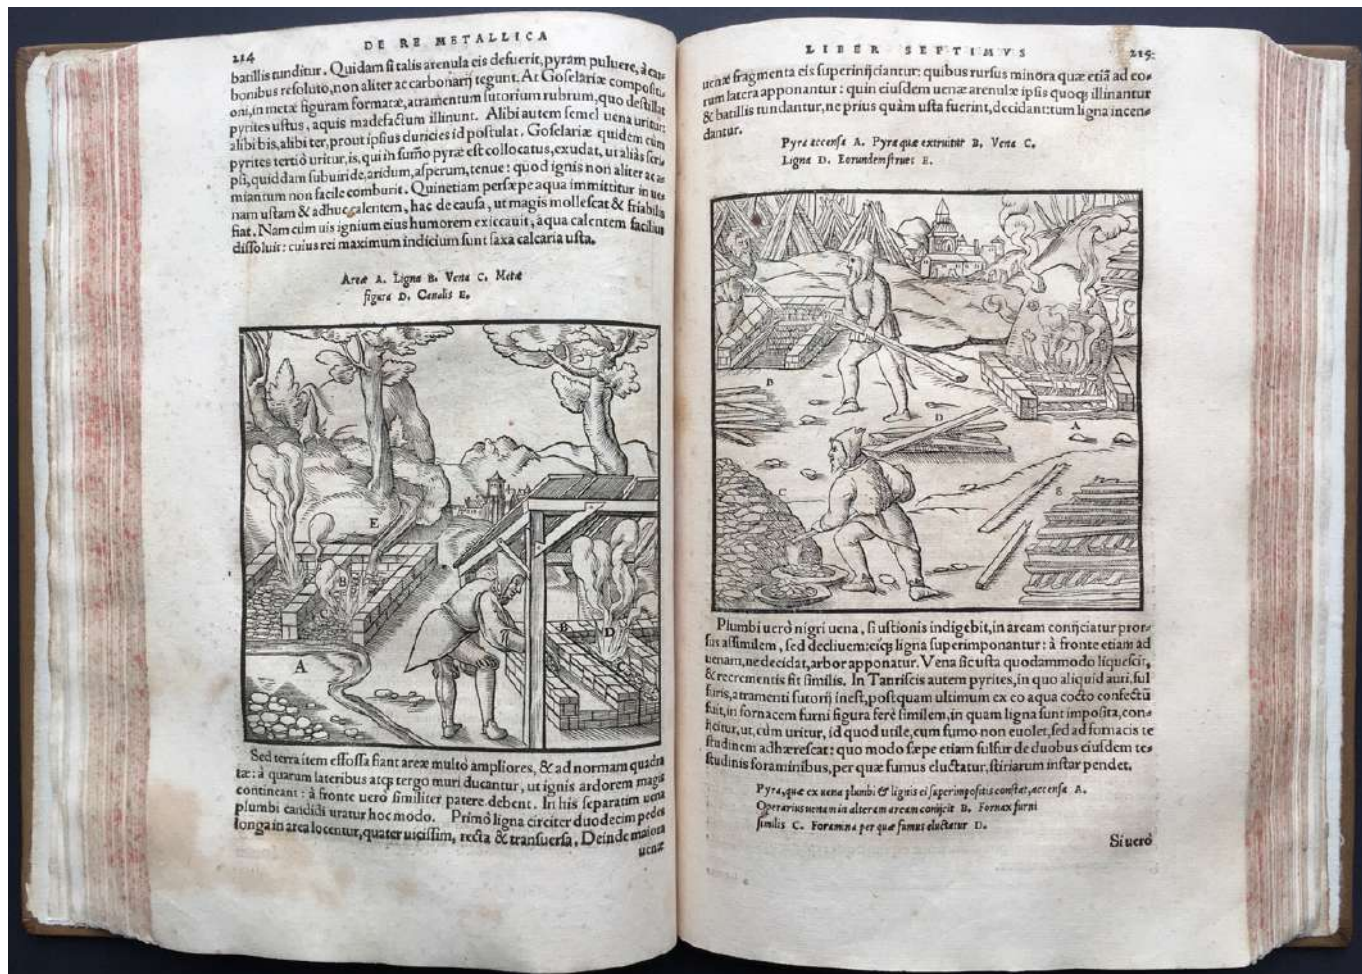 214
DE RE METALLICA
batillis tunditur. Quidam si talis arenula eis defuerit, pyram puluere, à car-
bonibus resoluto, non aliter ac carbonarij tegunt. At Goselariæ compositi-
oni, in metæ figuram formatæ, atramentum sutorium rubrum, quo destillat
pyrites ustus, aquis madefactum illinunt. Alibi autem semel uena uritur:
alibi bis, alibi ter, prout ipsius duricies id postulat. Goselariæ quidem cùm
pyrites tertiò uritur, is, qui in sum̃o pyræ est collocatus, exudat, ut aliàs scri-
psi, quiddam subuiride, aridum, asperum, tenue: quod ignis non aliter ac as
miantum non facile comburit. Quinetiam persæpe aqua immittitur in ue-
nam ustam & adhuc calentem, hac de causa, ut magis mollescat & friabilis
fiat. Nam cùm uis ignium eius humorem exiccauit, aqua calentem facilius
dissoluit: cuius rei maximum indicium sunt saxa calcaria usta.
Areæ A. Ligna B. Vena C. Metæ
figura D. Canalis E.
E
B
A
B
D
C
Sed terra item effossa fiant areæ multò ampliores, & ad normam quadra
tæ: à quarum lateribus atq; tergo muri ducantur, ut ignis ardorem magis
contineant: à fronte uerò similiter patere debent. In his separatim uena
plumbi candidi uratur hoc modo. Primò ligna circiter duodecim pedes
longa in area locentur, quater uicissim, recta & transuersa. Deinde maiora
uenæ
LIBER SEPTIMVS
215
uenæ fragmenta eis superinijciantur: quibus rursus minora quæ etiã ad eo-
rum latera apponantur: quin eiusdem uenæ arenulæ ipsis quoq; illinantur
& batillis tundantur, ne prius quàm usta fuerint, decidant: tum ligna incen-
dantur.
Pyra accensa A. Pyra quæ extruitur B. Vena C.
Ligna D. Eorundem strues E.
B
D
A
C
E
Plumbi uerò nigri uena, si ustionis indigebit, in aream conijciatur pror-
sus assimilem, sed decliuem: eiq; ligna superimponantur: à fronte etiam ad
uenam, ne decidat, arbor apponatur. Vena sic usta quodammodo liquescit,
& recrementis fit similis. In Tauriscis autem pyrites, in quo aliquid auri, sul
furis, atramenti sutorij inest, postquam ultimum ex eo aqua cocto confectũ
fuit, in fornacem furni figura ferè similem, in quam ligna sunt imposita, con-
ijcitur, ut, cùm uritur, id quod utile, cum fumo non euolet, sed ad fornacis te
studinem adhærescat: quo modo sæpe etiam sulfur de duobus eiusdem te-
studinis foraminibus, per quæ fumus eluctatur, stiriarum instar pendet.
Pyra, quæ ex uena plumbi & lignis ei superimpositis constat, accensa A.
Operarius uenam in alteram aream conijcit B. Fornax furni
similis C. Foramina per quæ fumus eluctatur D.
Si uerò